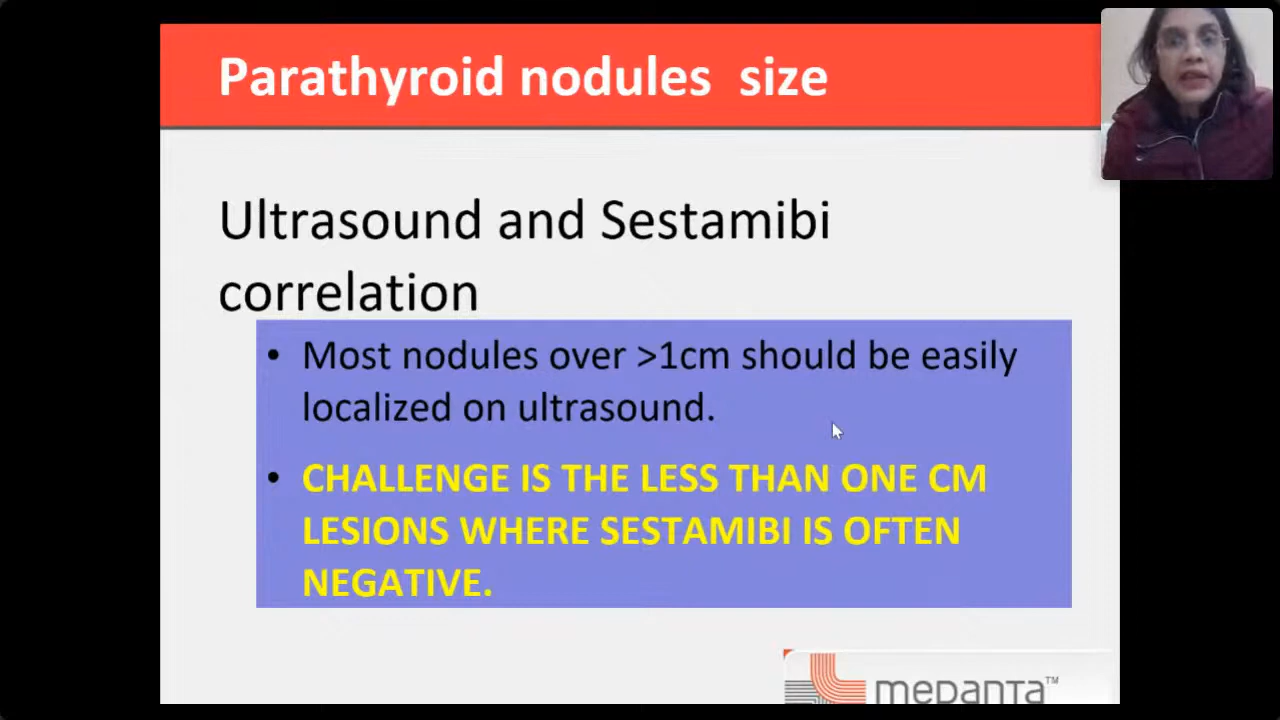 Parathyroid nodules size
Ultrasound and Sestamibi
correlation
• Most nodules over >1cm should be easily
localized on ultrasound.
• CHALLENGE IS THE LESS THAN ONE CM
LESIONS WHERE SESTAMIBI IS OFTEN
NEGATIVE.
medanta™